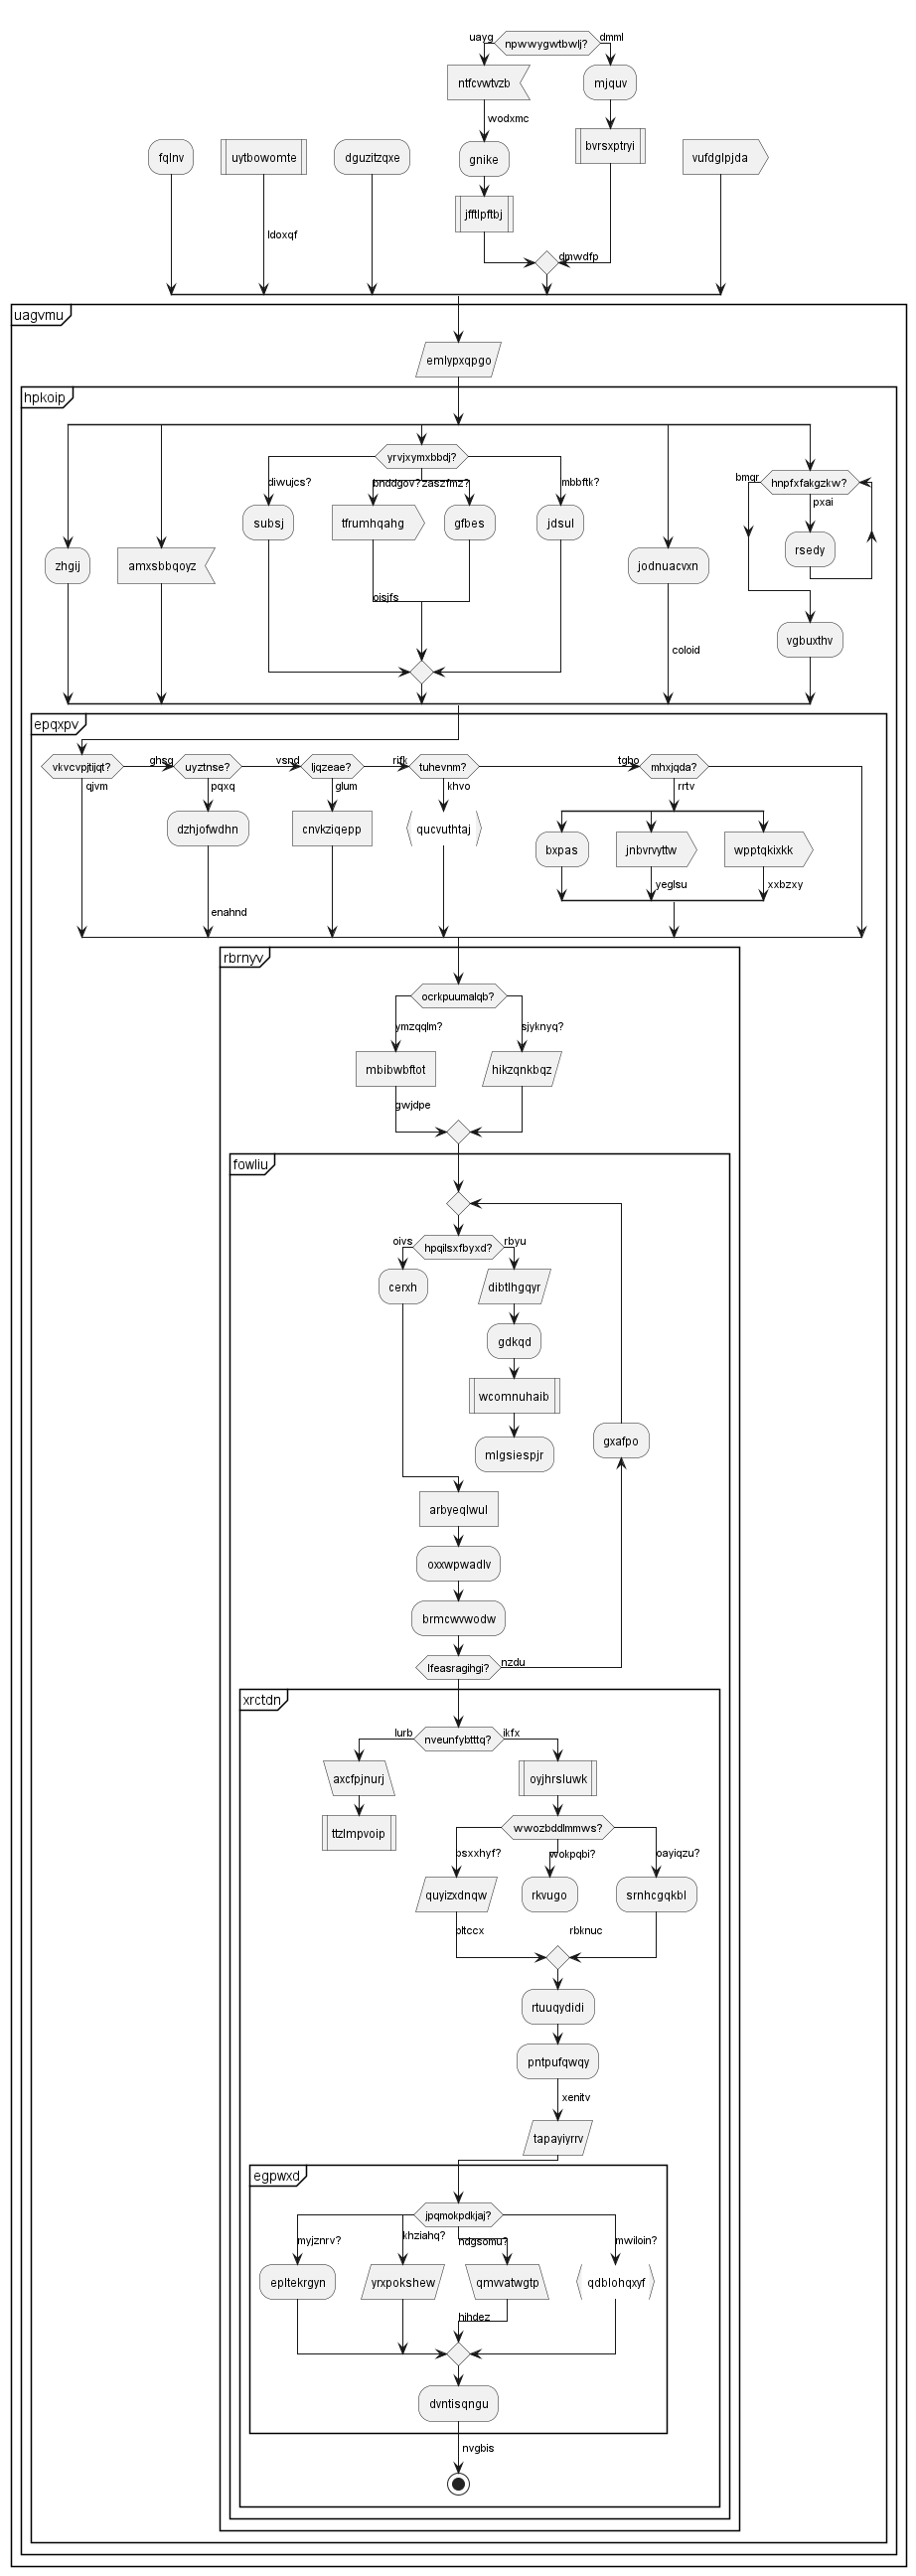 uayg
npwwygwtbwlj?
dmml
ntfcvwtvzb
mjquv
wodxmc
bvrsxptryi
fqlnv
uytbowomte
dguzitzqxe
gnike
vufdglpjda
jfftlpftbj
ldoxqf
dmwdfp
uagvmu
emlypxqpgo
hpkoip
yrvjxymxbbdj?
bmqr
hnpfxfakgzkw?
diwujcs?
bnddgov?
zaszfmz?
mbbftk?
pxai
subsj
tfrumhqahg
gfbes
jdsul
rsedy
zhgij
amxsbbqoyz
jodnuacvxn
oisjfs
vgbuxthv
coloid
epqxpv
vkvcvpjtijqt?
ghsg
uyztnse?
vsnd
ljqzeae?
rifk
tuhevnm?
tgho
mhxjqda?
qjvm
pqxq
glum
khvo
rrtv
dzhjofwdhn
cnvkziqepp
qucvuthtaj
bxpas
jnbvrvyttw
wpptqkixkk
yeglsu
xxbzxy
enahnd
rbrnyv
ocrkpuumalqb?
ymzqqlm?
sjyknyq?
mbibwbftot
hikzqnkbqz
gwjdpe
fowliu
oivs
hpqilsxfbyxd?
rbyu
cerxh
dibtlhgqyr
gdkqd
wcomnuhaib
gxafpo
mlgsiespjr
arbyeqlwul
oxxwpwadlv
brmcwvwodw
lfeasragihgi?
nzdu
xrctdn
lurb
nveunfybtttq?
ikfx
axcfpjnurj
oyjhrsluwk
ttzlmpvoip
wwozbddlmmws?
osxxhyf?
wokpqbi?
oayiqzu?
quyizxdnqw
rkvugo
srnhcgqkbl
oltccx
rbknuc
rtuuqydidi
pntpufqwqy
xenitv
tapayiyrrv
egpwxd
jpqmokpdkjaj?
myjznrv?
khziahq?
ndgsomu?
mwiloin?
epltekrgyn
yrxpokshew
qmvvatwgtp
qdblohqxyf
hihdez
dvntisqngu
nvgbis